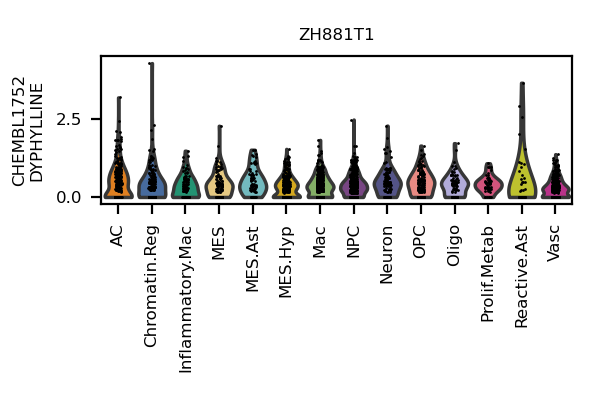 ZH881T1
CHEMBL1752
DYPHYLLINE
2.5
0.0
AC
Chromatin.Reg
Inflammatory.Mac
MES
MES.Ast
MES.Hyp
Mac
NPC
Neuron
OPC
Oligo
Prolif.Metab
Reactive.Ast
Vasc